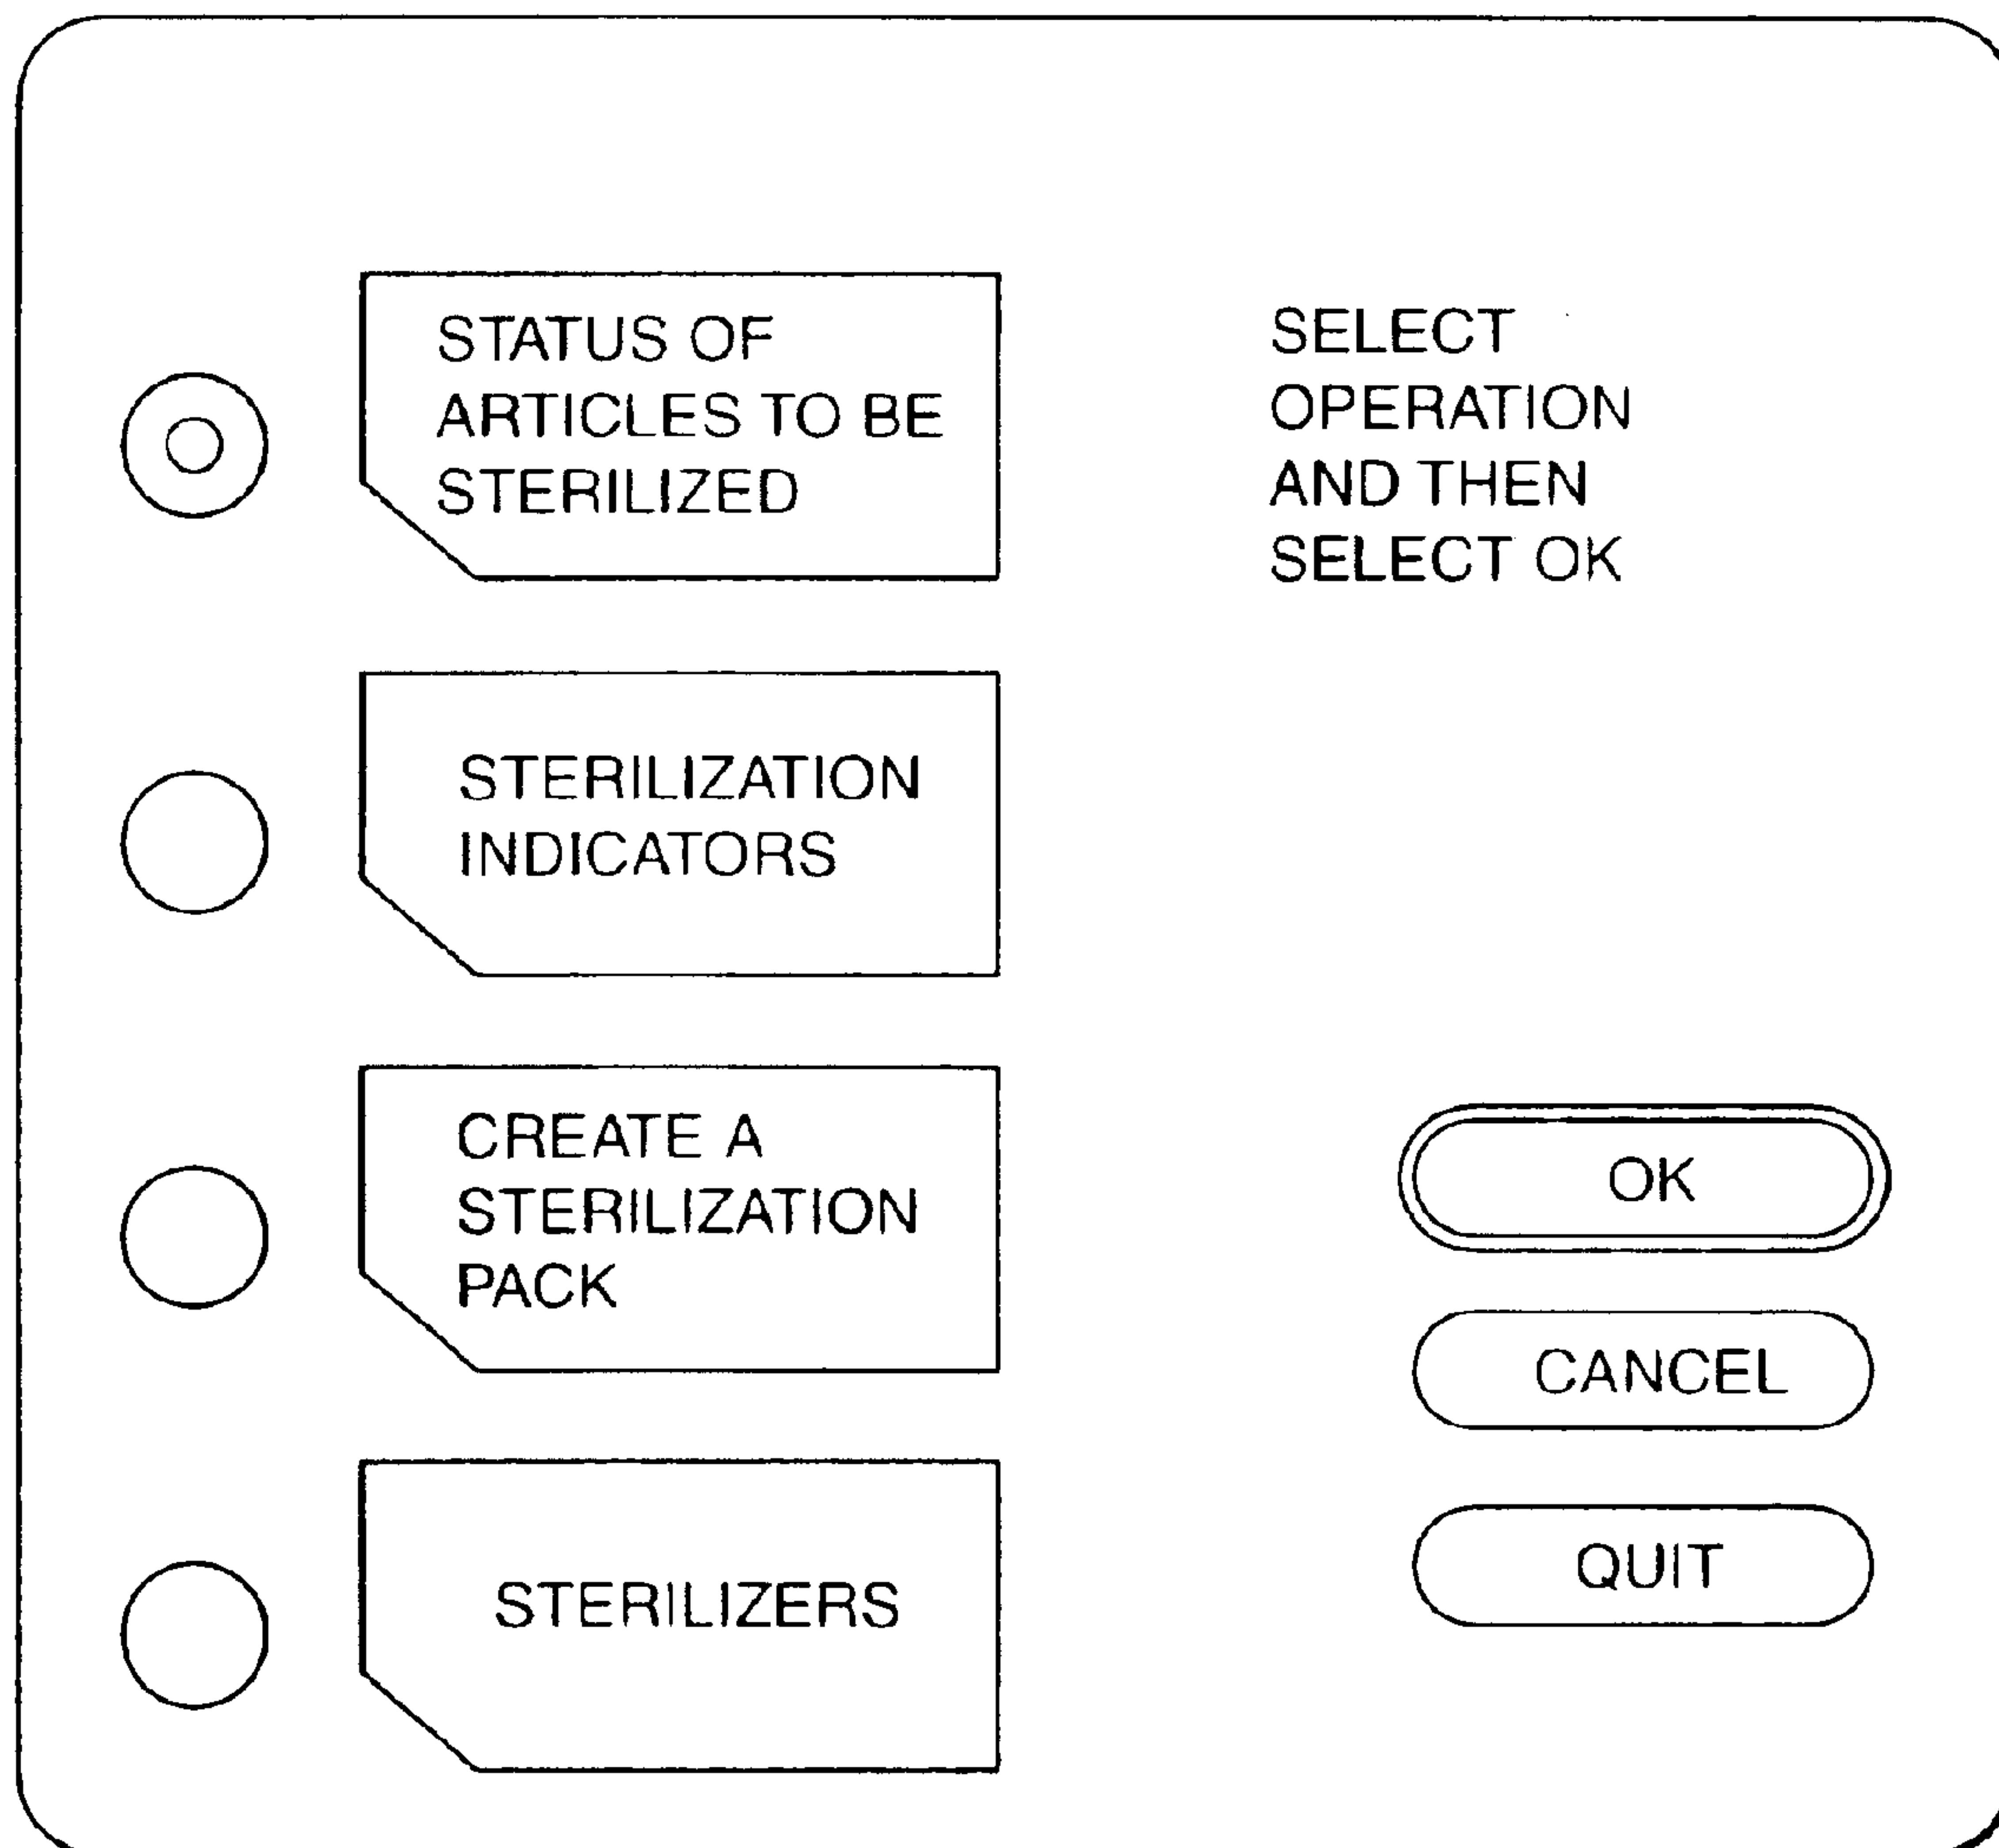 STATUS OF
ARTICLES TO BE
STERILIZED
SELECT
OPERATION
AND THEN
SELECT OK
STERILIZATION
INDICATORS
CREATE A
STERILIZATION
PACK
STERILIZERS
OK
CANCEL
QUIT